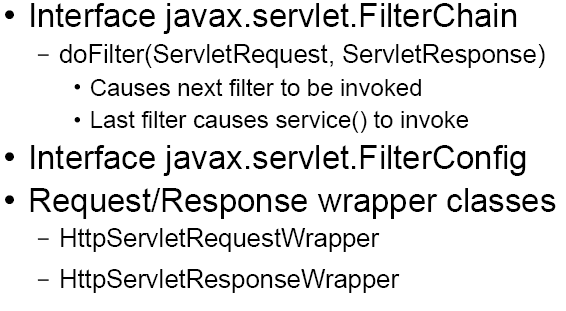 • Interface javax.servlet.FilterChain
– doFilter(ServletRequest, ServletResponse)
• Causes next filter to be invoked
• Last filter causes service() to invoke
• Interface javax.servlet.FilterConfig
• Request/Response wrapper classes
– HttpServletRequestWrapper
– HttpServletResponseWrapper